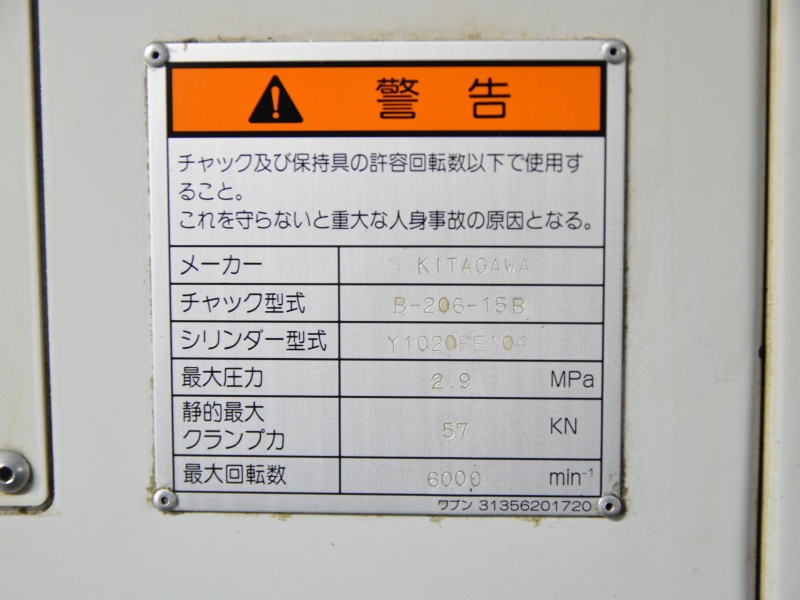 警告
チャック及び保持具の許容回転数以下で使用す
ること。
これを守らないと重大な人身事故の原因となる。
メーカー KITAGAWA
チャック型式 B-206-15B
シリンダー型式 Y1020RE104
最大圧力 2.9 MPa
静的最大
クランプ力 57 KN
最大回転数 6000 min⁻¹
ワブン 31356201720